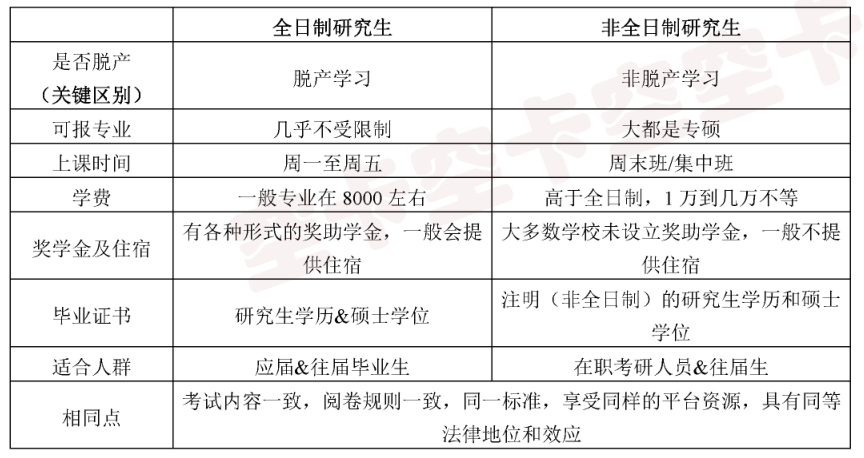 全日制研究生 非全日制研究生
是否脱产
（关键区别） 脱产学习 非脱产学习
可报专业 几乎不受限制 大都是专硕
上课时间 周一至周五 周末班/集中班
学费 一般专业在 8000 左右 高于全日制，1 万到几万不等
奖学金及住宿 有各种形式的奖助学金，一般会提 大多数学校未设立奖助学金，一般不提
供住宿 供住宿
毕业证书 研究生学历&硕士学位 注明（非全日制）的研究生学历和硕士
学位
适合人群 应届&往届毕业生 在职考研人员&往届生
相同点 考试内容一致，阅卷规则一致，同一标准，享受同样的平台资源，具有同等
法律地位和效应
空卡空卡空空卡